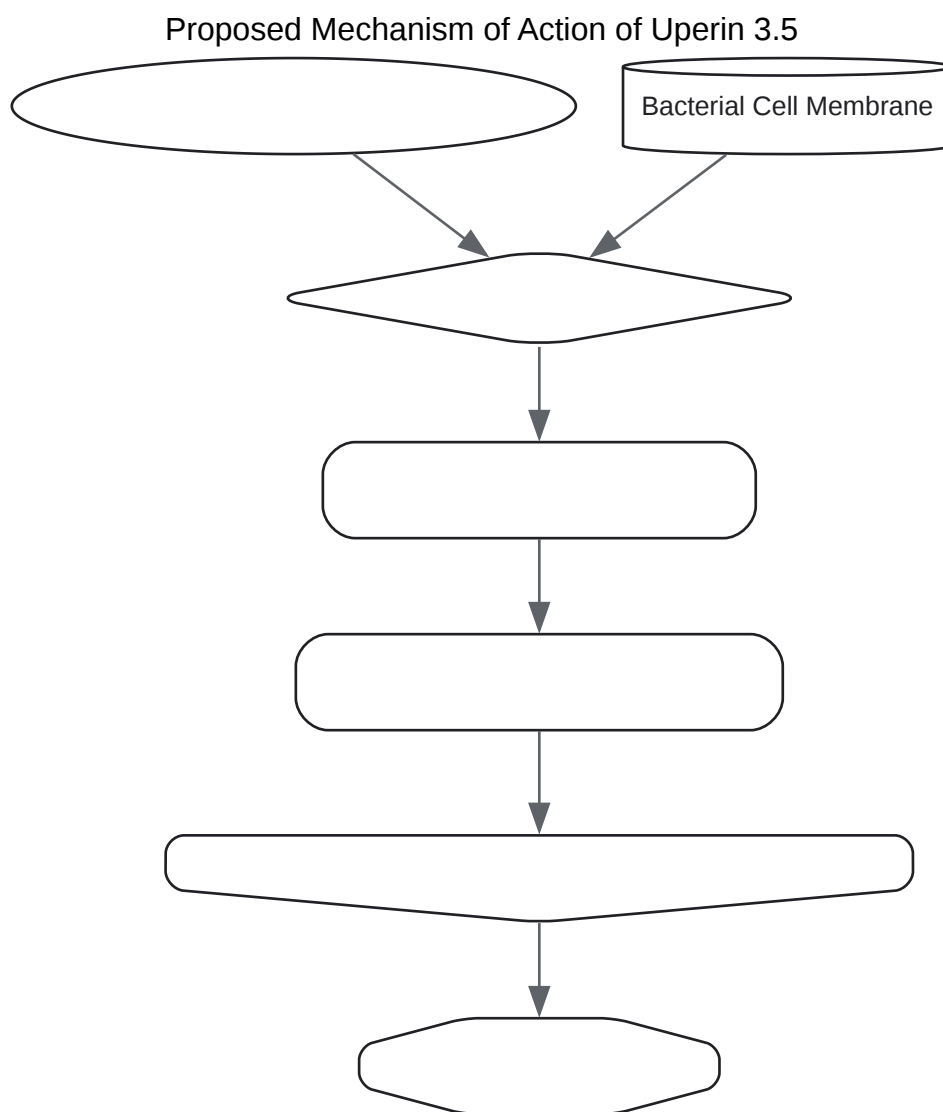 Proposed Mechanism of Action of Uperin 3.5
Bacterial Cell Membrane